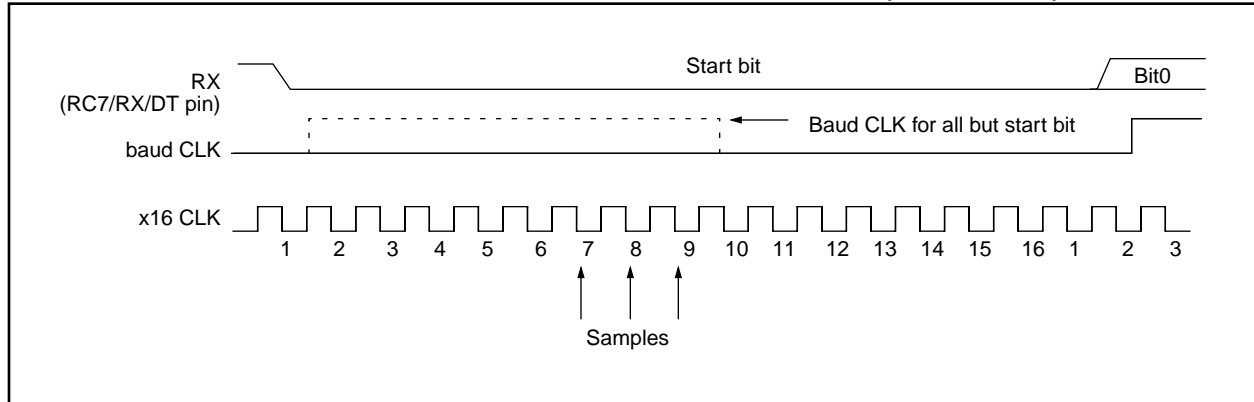 Start bit
RX
(RC7/RX/DT pin)
Bit0
Baud CLK for all but start bit
baud CLK
x16 CLK
1 2 3 4 5 6 7 8 9 10 11 12 13 14 15 16 1 2 3
Samples